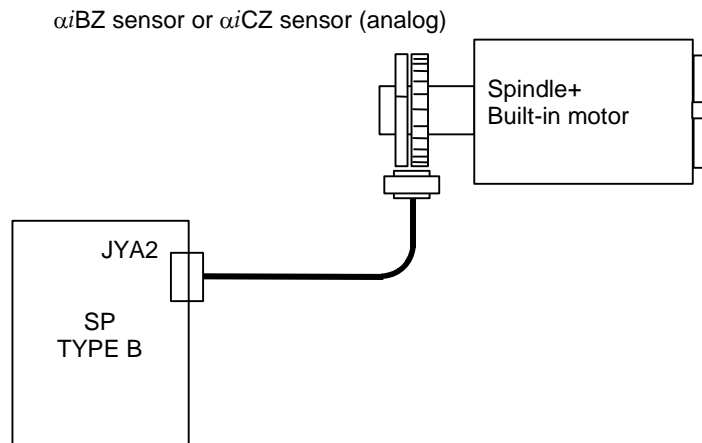 αiBZ sensor or αiCZ sensor (analog)
Spindle+
Built-in motor
JYA2
SP
TYPE B